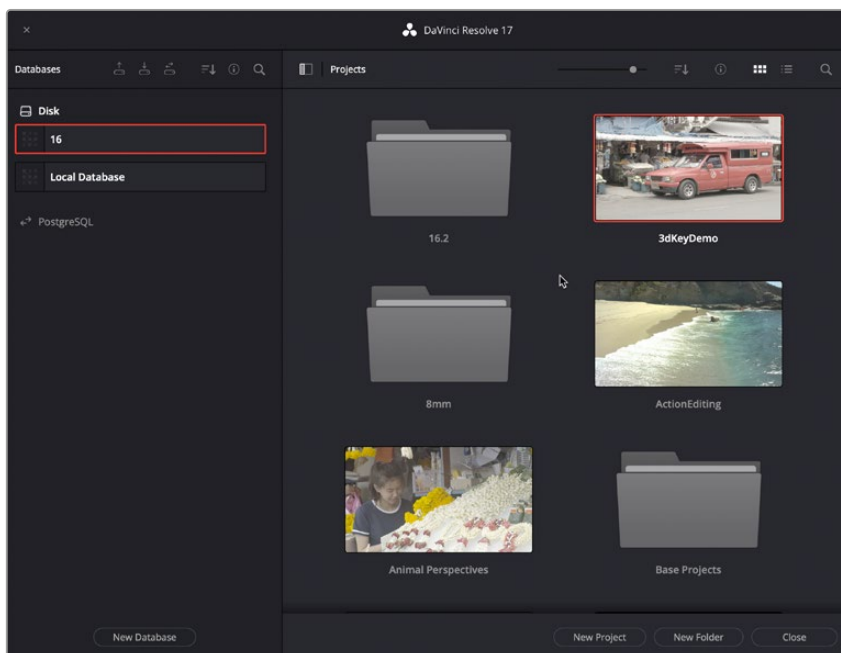 DaVinci Resolve 17
Databases
Projects
Disk
16
Local Database
PostgreSQL
16.2
3dKeyDemo
8mm
ActionEditing
Animal Perspectives
Base Projects
New Database
New Project
New Folder
Close